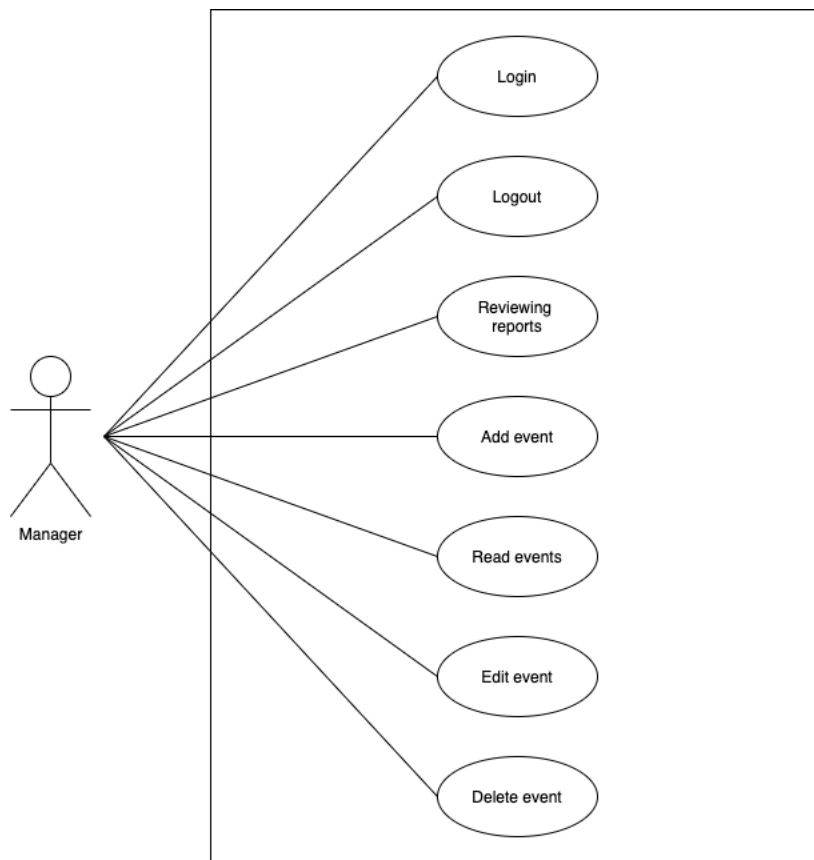 Login
Logout
Reviewing
reports
Add event
Manager
Read events
Edit event
Delete event